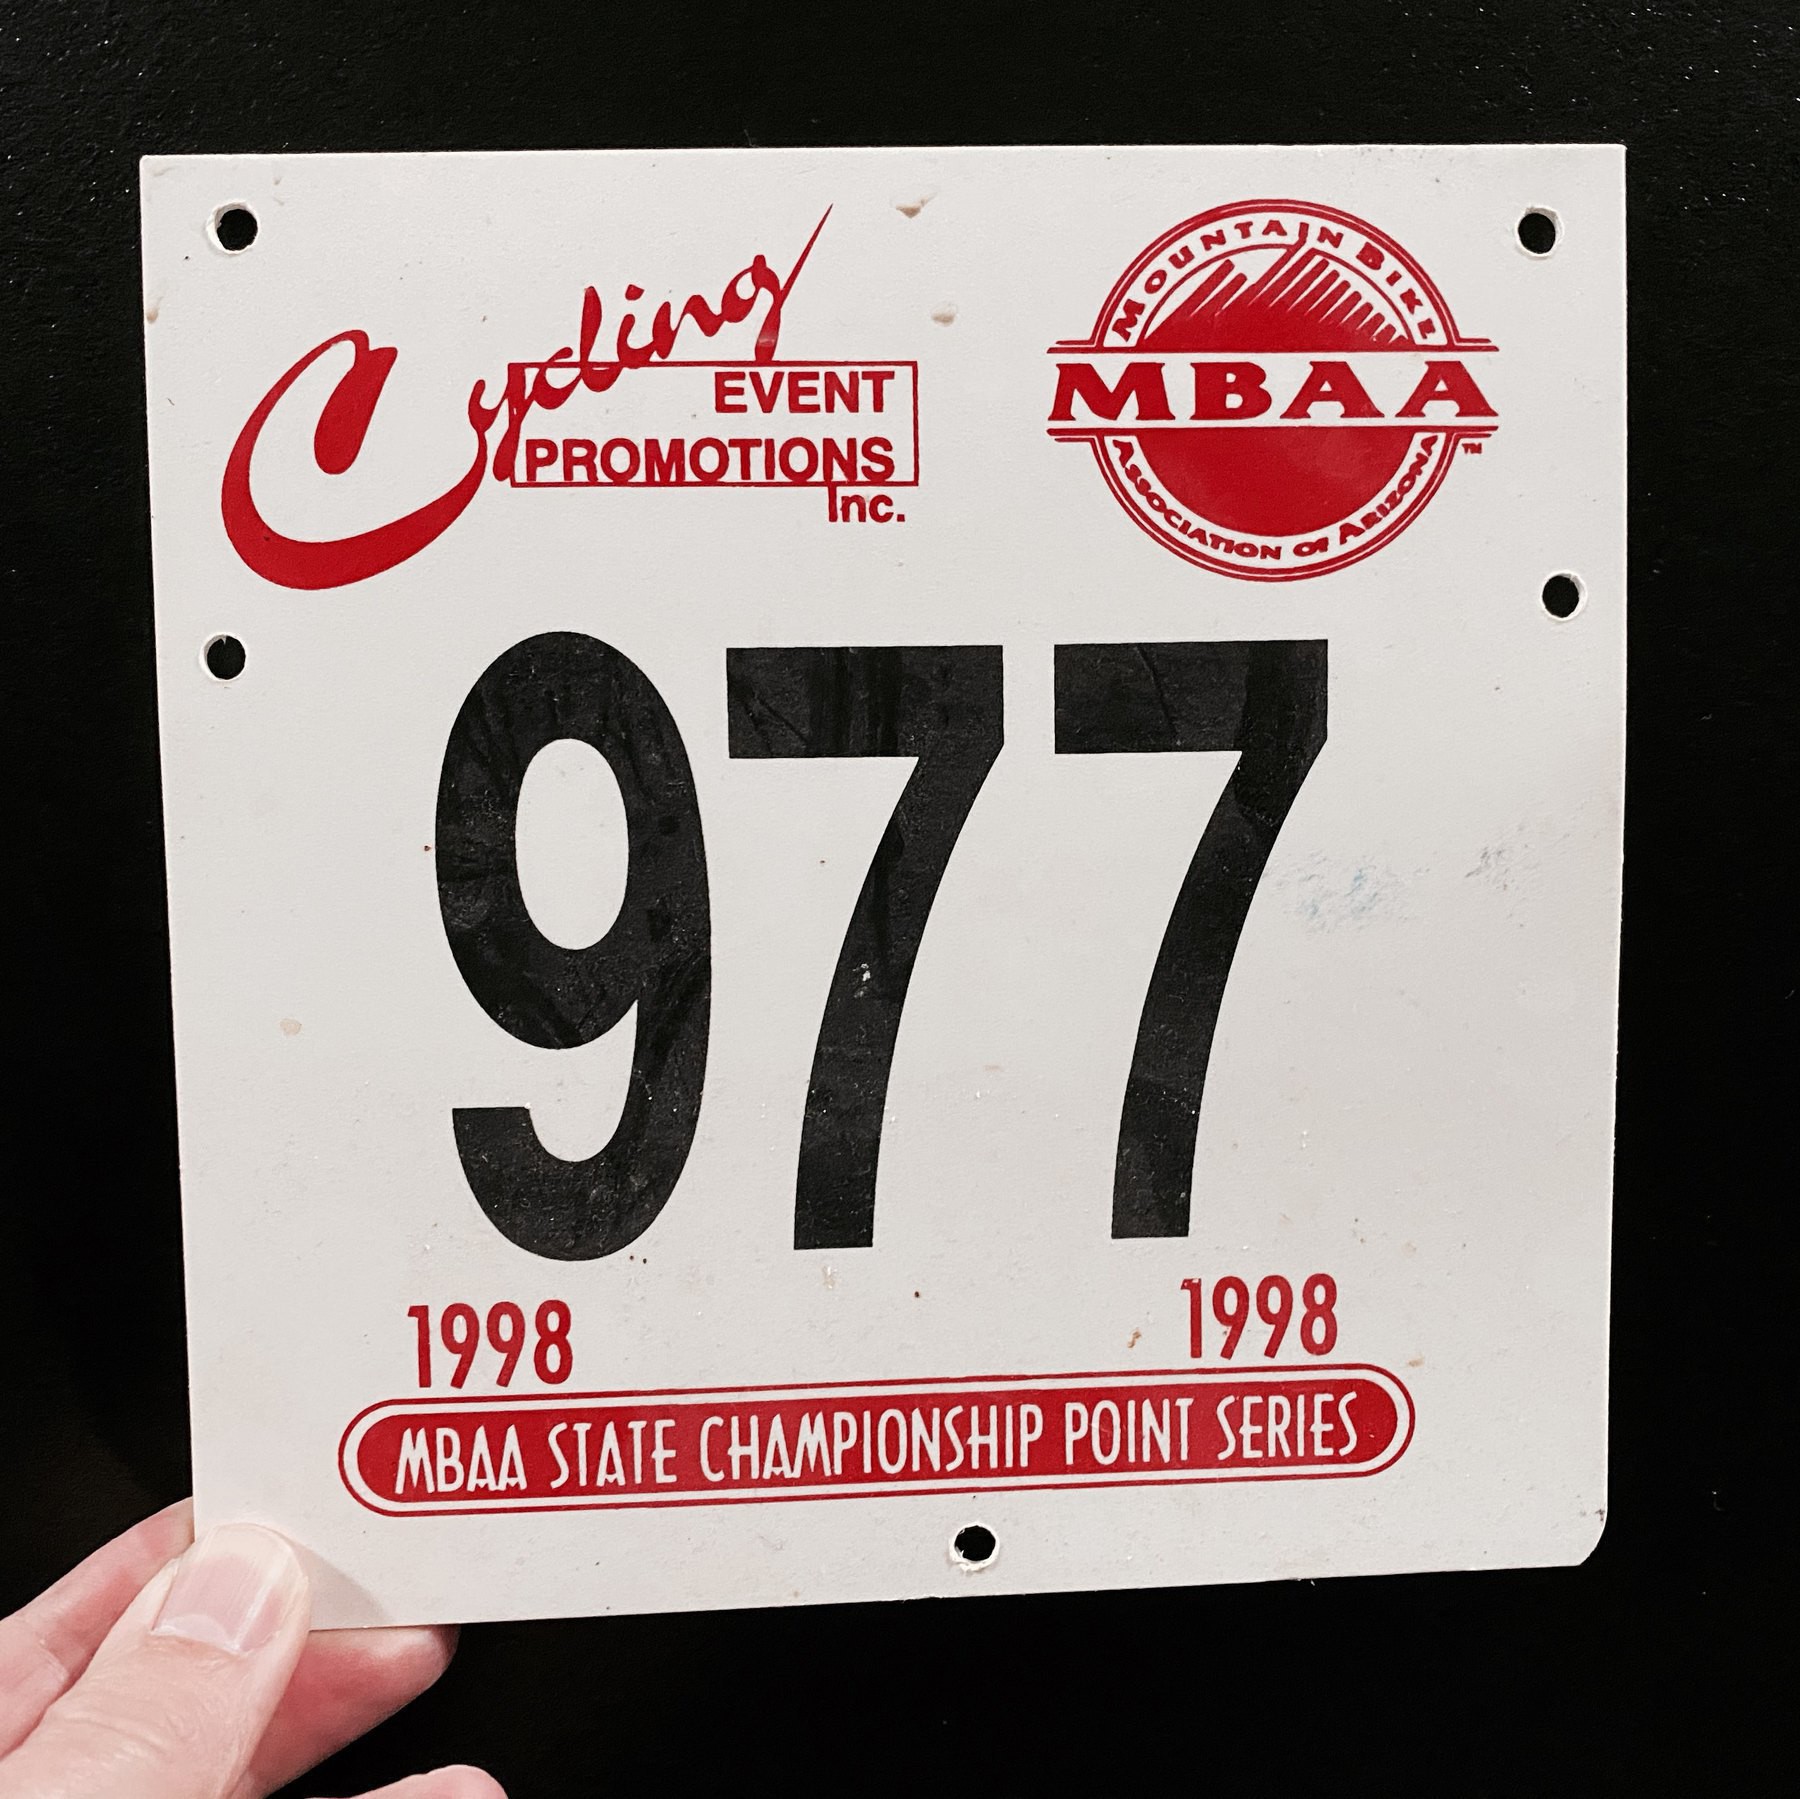 Cycling
EVENT
PROMOTIONS
Inc.
MOUNTAIN BIKE
MBAA
TM
ASSOCIATION OF ARIZONA
977
1998 1998
MBAA STATE CHAMPIONSHIP POINT SERIES